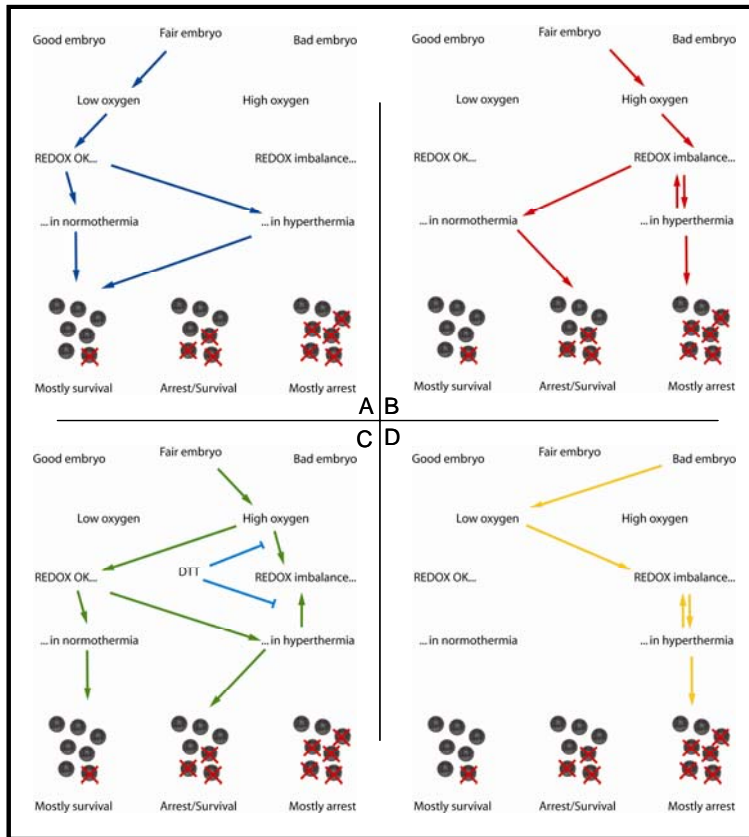 Good embryo
Fair embryo
Bad embryo
Low oxygen
High oxygen
REDOX OK...
REDOX imbalance...
... in normothermia
... in hyperthermia
Mostly survival
Arrest/Survival
Mostly arrest
A
Good embryo
Fair embryo
Bad embryo
Low oxygen
High oxygen
REDOX OK...
REDOX imbalance...
... in normothermia
... in hyperthermia
Mostly survival
Arrest/Survival
Mostly arrest
B
C
Good embryo
Fair embryo
Bad embryo
Low oxygen
High oxygen
DTT
REDOX OK...
REDOX imbalance...
... in normothermia
... in hyperthermia
Mostly survival
Arrest/Survival
Mostly arrest
D
Good embryo
Fair embryo
Bad embryo
Low oxygen
High oxygen
REDOX OK...
REDOX imbalance...
... in normothermia
... in hyperthermia
Mostly survival
Arrest/Survival
Mostly arrest